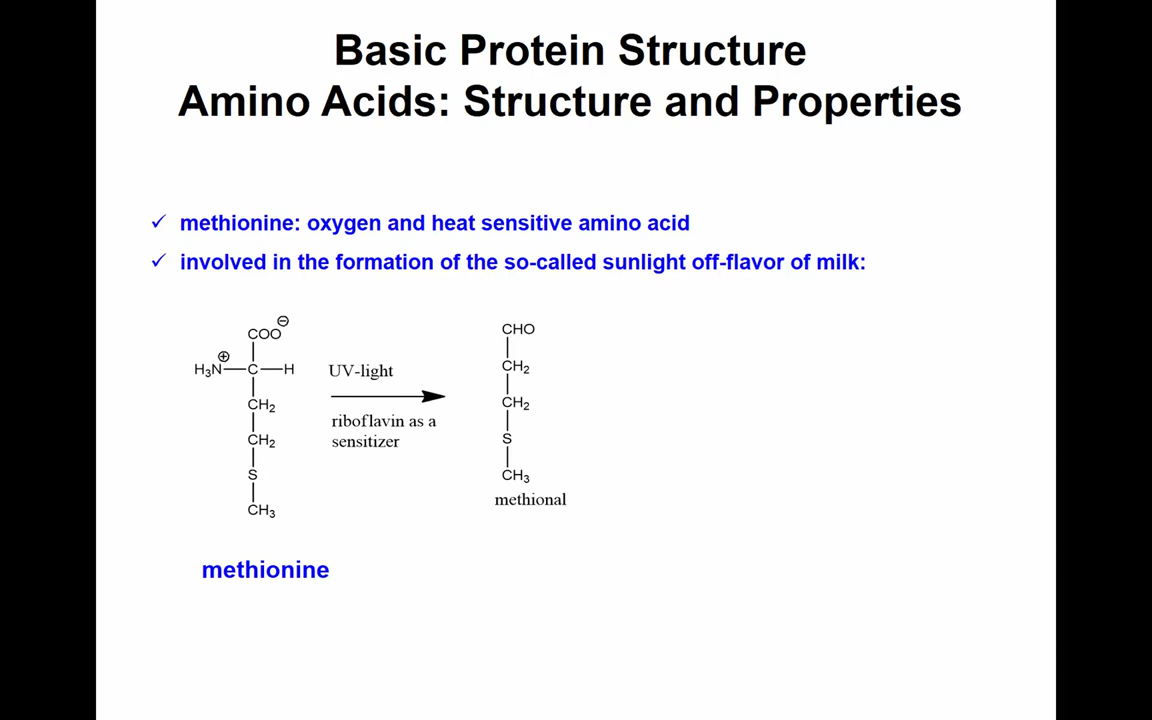 Basic Protein Structure
Amino Acids: Structure and Properties
✓ methionine: oxygen and heat sensitive amino acid
✓ involved in the formation of the so-called sunlight off-flavor of milk:
COO⊖
H₃N⊕—C—H
CH₂
CH₂
S
CH₃
methionine
UV-light
riboflavin as a
sensitizer
CHO
CH₂
CH₂
S
CH₃
methional